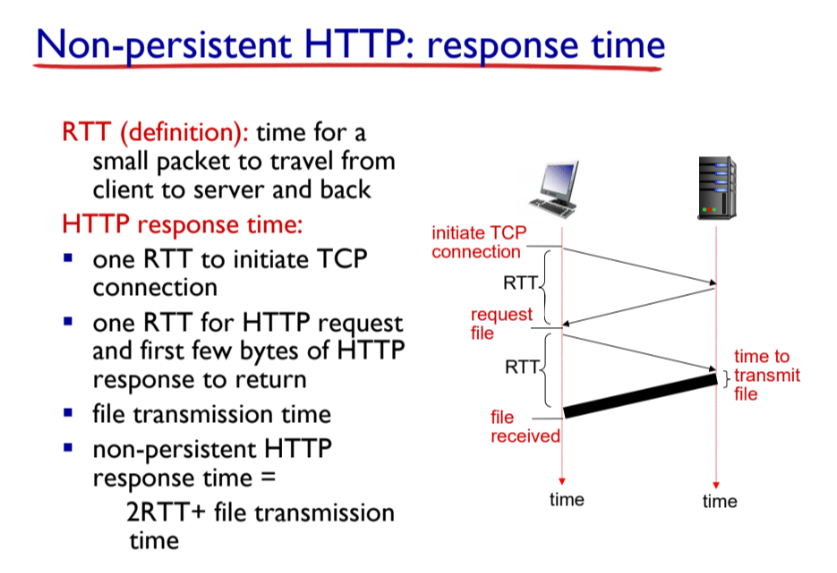 Non-persistent HTTP: response time
RTT (definition): time for a
small packet to travel from
client to server and back
HTTP response time:
▪ one RTT to initiate TCP
connection
▪ one RTT for HTTP request
and first few bytes of HTTP
response to return
▪ file transmission time
▪ non-persistent HTTP
response time =
2RTT+ file transmission
time
initiate TCP
connection
RTT
request
file
RTT
file
received
time to
transmit
file
time
time